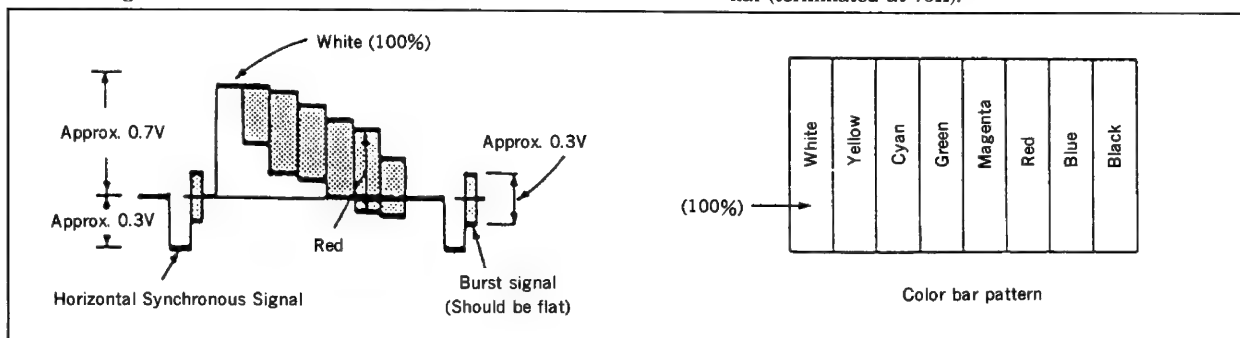 White (100%)
Approx. 0.7V
Approx. 0.3V
Approx. 0.3V
Red
Horizontal Synchronous Signal
Burst signal
(Should be flat)
(100%)
White
Yellow
Cyan
Green
Magenta
Red
Blue
Black
Color bar pattern